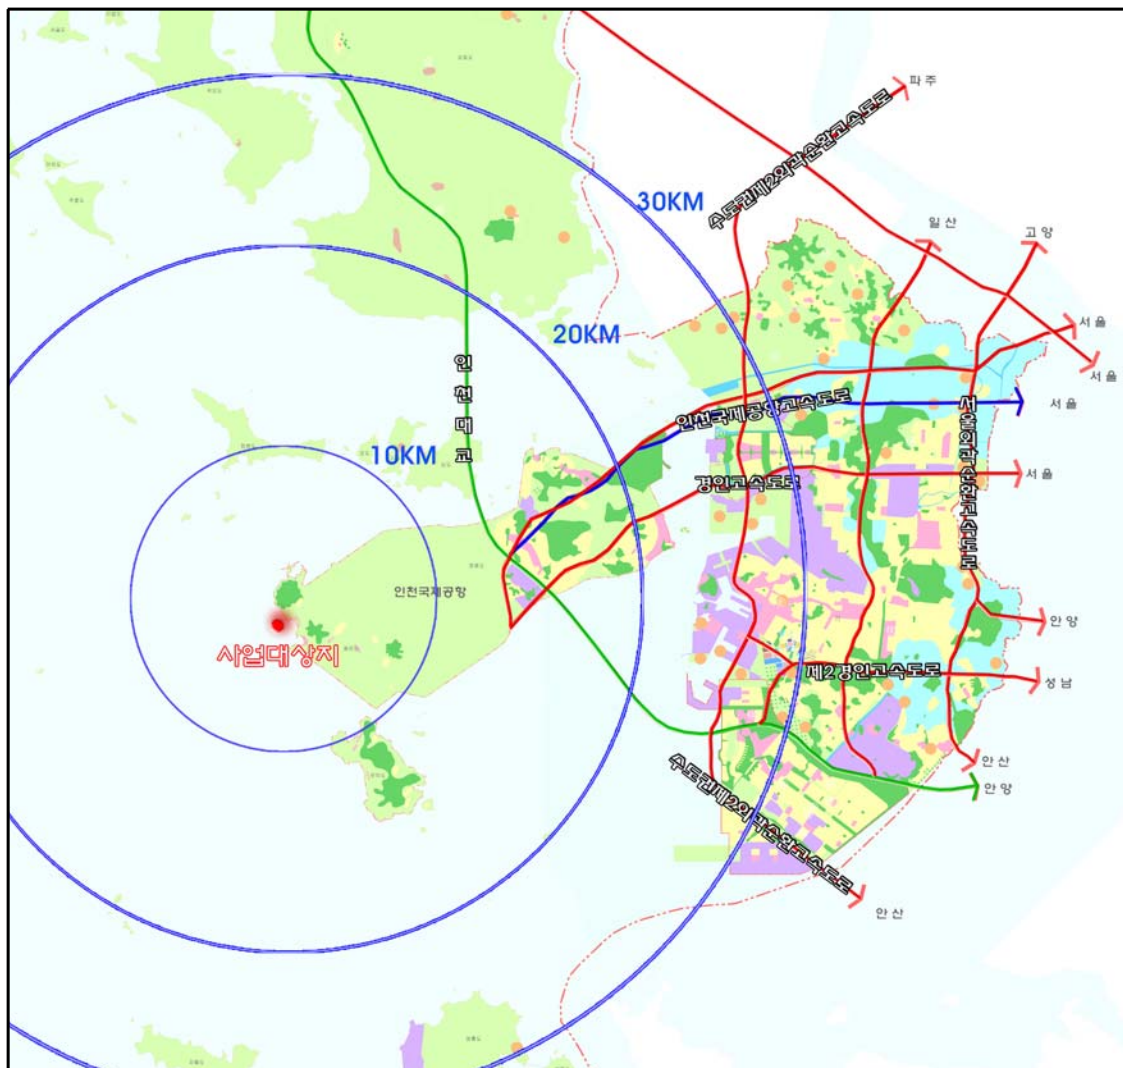 파주
수도권제2외곽순환고속도로
30KM
일산
고양
서울
20KM
서울
인천대교
서울
인천국제공항고속도로
서울외곽순환고속도로
10KM
서울
경인고속도로
인천국제공항
안양
사업대상지
제2경인고속도로
성남
안산
안양
수도권제2외곽순환고속도로
안산